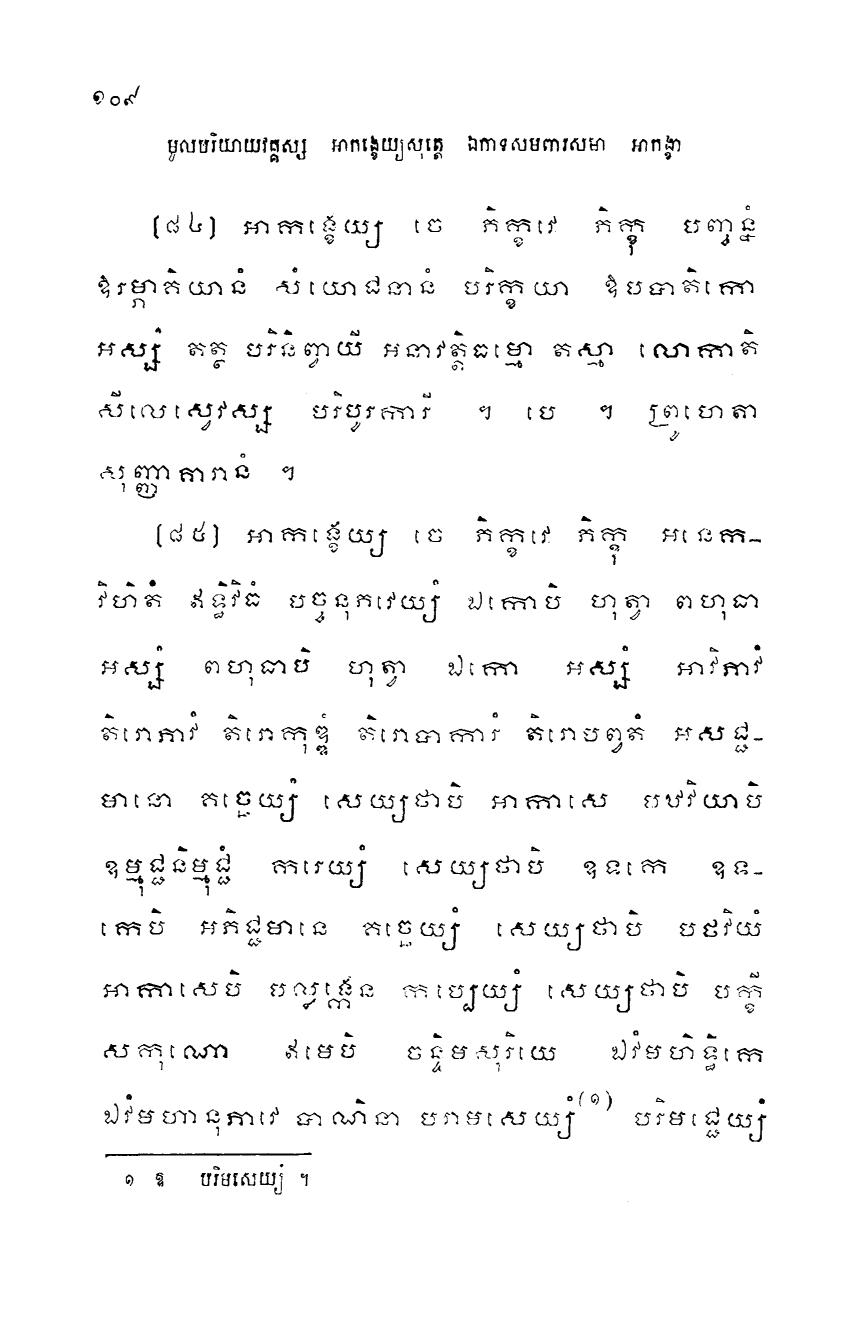 ១០៩
មូលបរិយាយវគ្គស្ស អាកង្ខេយ្យសុត្តេ ឯកាទសមពារសមា អាកង្ខា
[៨៤] អាកង្ខេយ្យ ចេ ភិក្ខវេ ភិក្ខុ បញ្ចន្នំ
ឱរម្ភាគិយានំ សំយោជនានំ បរិក្ខយា ឱបបាតិកោ
អស្សំ តត្ថ បរិនិព្វាយី អនាវត្តិធម្មោ តស្មា លោកាតិ
សីលេស្វេវស្ស បរិបូរការី ។ បេ ។ ព្រូហេតា
សុញ្ញាគារានំ ។
[៨៥] អាកង្ខេយ្យ ចេ ភិក្ខវេ ភិក្ខុ អនេក-
វិហិតំ ឥទ្ធិវិធំ បច្ចនុភវេយ្យំ ឯកោបិ ហុត្វា ពហុធា
អស្សំ ពហុធាបិ ហុត្វា ឯកោ អស្សំ អាវិភាវំ
តិរោភាវំ តិរោកុឌ្ឌំ តិរោបាការំ តិរោបព្វតំ អសជ្ជ-
មានោ គច្ឆេយ្យំ សេយ្យថាបិ អាកាសេ បឋវិយាបិ
ឧម្មុជ្ជនិម្មុជ្ជំ ករេយ្យំ សេយ្យថាបិ ឧទកេ ឧទ-
កេបិ អភិជ្ជមានេ គច្ឆេយ្យំ សេយ្យថាបិ បថវិយំ
អាកាសេបិ បល្លង្កេន កប្បេយ្យំ សេយ្យថាបិ បក្ខី
សកុណោ ឥមេបិ ចន្ទិមសុរិយេ ឯវំមហិទ្ធិកេ
ឯវំមហានុភាវេ បាណិនា បរាមសេយ្យំ(១) បរិមជ្ជេយ្យំ
១ ឱ បរិមសេយ្យំ ។